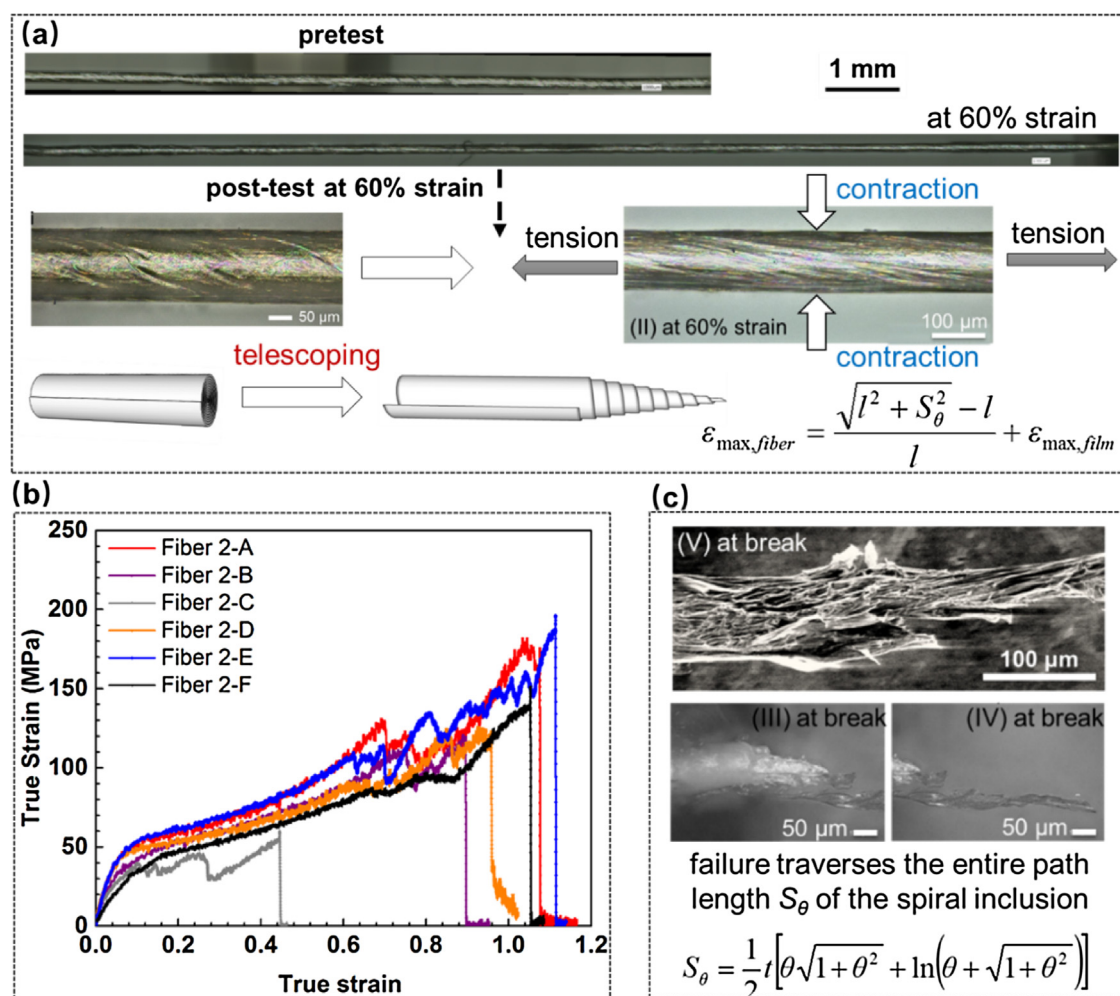 (a)
pretest
1 mm
at 60% strain
post-test at 60% strain
contraction
tension
tension
50 μm
(II) at 60% strain
100 μm
telescoping
contraction
ε_max,fiber = (√(l² + S_θ²) − l) / l + ε_max,film
(b)
250
200
150
100
50
0
True Strain (MPa)
Fiber 2-A
Fiber 2-B
Fiber 2-C
Fiber 2-D
Fiber 2-E
Fiber 2-F
0.0 0.2 0.4 0.6 0.8 1.0 1.2
True strain
(c)
(V) at break
100 μm
(III) at break
(IV) at break
50 μm
50 μm
failure traverses the entire path
length S_θ of the spiral inclusion
S_θ = 1/2 t[θ√(1+θ²) + ln(θ + √(1+θ²))]